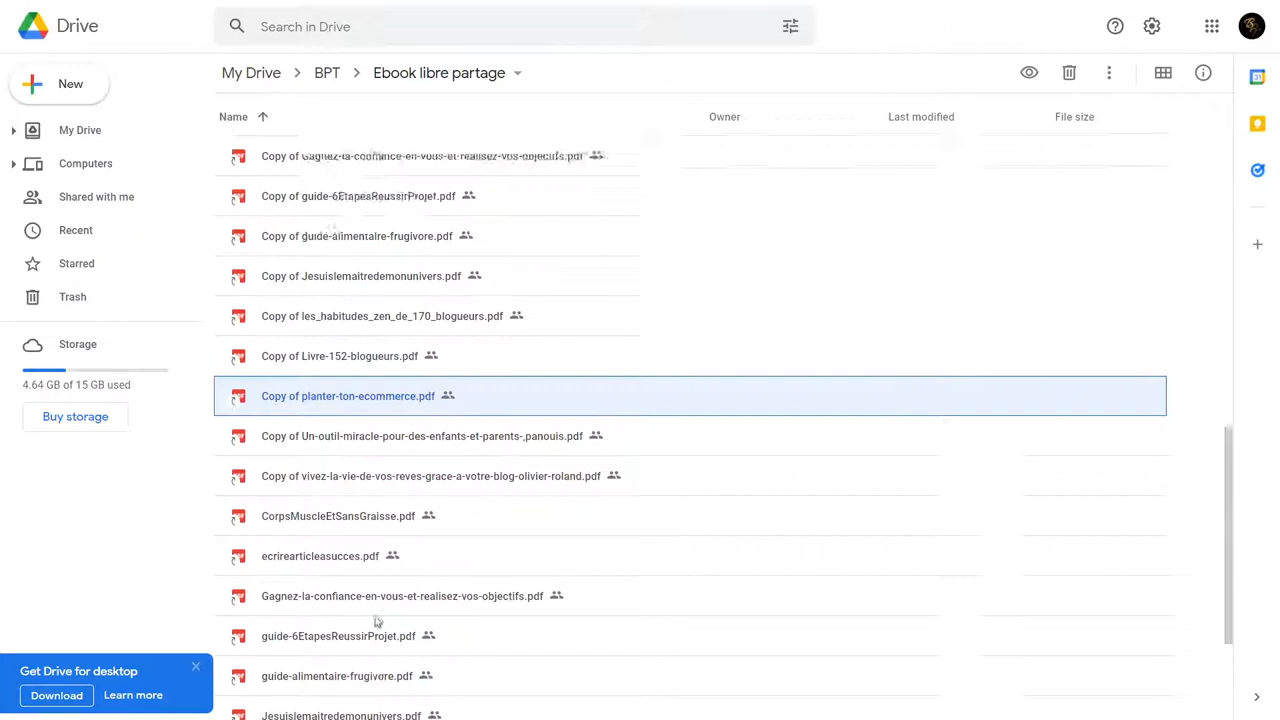 Drive
Search in Drive
New
My Drive
BPT
Ebook libre partage
Name
Owner
Last modified
File size
My Drive
Computers
Shared with me
Recent
Starred
Trash
Storage
4.64 GB of 15 GB used
Buy storage
Copy of Gagnez-la-confiance-en-vous-et-realisez-vos-objectifs.pdf
Copy of guide-6EtapesReussirProjet.pdf
Copy of guide-alimentaire-frugivore.pdf
Copy of Jesuislemaitredemonunivers.pdf
Copy of les_habitudes_zen_de_170_blogueurs.pdf
Copy of Livre-152-blogueurs.pdf
Copy of planter-ton-ecommerce.pdf
Copy of Un-outil-miracle-pour-des-enfants-et-parents-,panouis.pdf
Copy of vivez-la-vie-de-vos-reves-grace-a-votre-blog-olivier-roland.pdf
CorpsMuscleEtSansGraisse.pdf
ecrirearticleasucces.pdf
Gagnez-la-confiance-en-vous-et-realisez-vos-objectifs.pdf
guide-6EtapesReussirProjet.pdf
guide-alimentaire-frugivore.pdf
Jesuislemaitredemonunivers.pdf
Get Drive for desktop
Download
Learn more